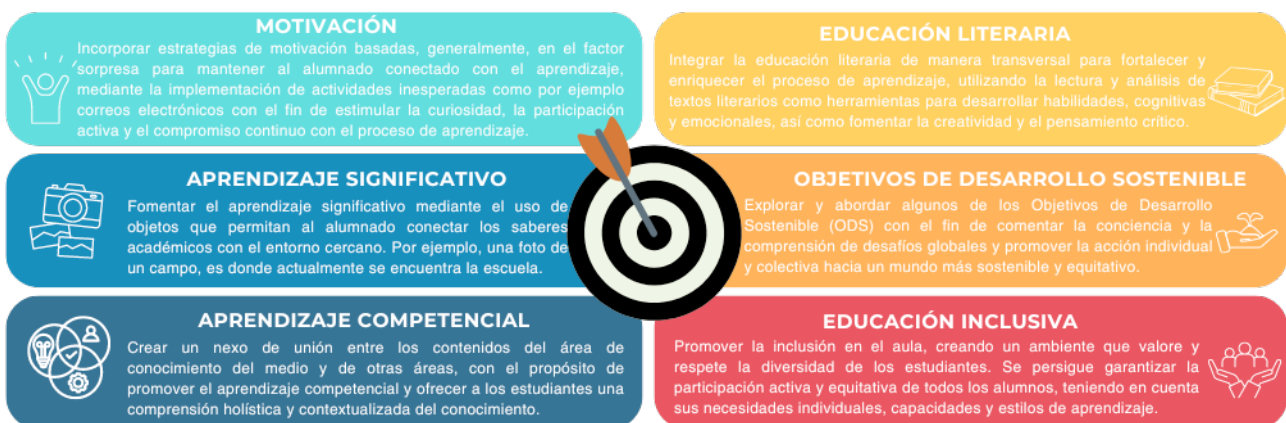 MOTIVACIÓN
Incorporar estrategias de motivación basadas, generalmente, en el factor
sorpresa para mantener al alumnado conectado con el aprendizaje,
mediante la implementación de actividades inesperadas como por ejemplo
correos electrónicos con el fin de estimular la curiosidad, la participación
activa y el compromiso continuo con el proceso de aprendizaje.
EDUCACIÓN LITERARIA
Integrar la educación literaria de manera transversal para fortalecer y
enriquecer el proceso de aprendizaje, utilizando la lectura y análisis de
textos literarios como herramientas para desarrollar habilidades, cognitivas
y emocionales, así como fomentar la creatividad y el pensamiento crítico.
APRENDIZAJE SIGNIFICATIVO
Fomentar el aprendizaje significativo mediante el uso de
objetos que permitan al alumnado conectar los saberes
académicos con el entorno cercano. Por ejemplo, una foto de
un campo, es donde actualmente se encuentra la escuela.
OBJETIVOS DE DESARROLLO SOSTENIBLE
Explorar y abordar algunos de los Objetivos de Desarrollo
Sostenible (ODS) con el fin de comentar la conciencia y la
comprensión de desafíos globales y promover la acción individual
y colectiva hacia un mundo más sostenible y equitativo.
APRENDIZAJE COMPETENCIAL
Crear un nexo de unión entre los contenidos del área de
conocimiento del medio y de otras áreas, con el propósito de
promover el aprendizaje competencial y ofrecer a los estudiantes una
comprensión holística y contextualizada del conocimiento.
EDUCACIÓN INCLUSIVA
Promover la inclusión en el aula, creando un ambiente que valore y
respete la diversidad de los estudiantes. Se persigue garantizar la
participación activa y equitativa de todos los alumnos, teniendo en cuenta
sus necesidades individuales, capacidades y estilos de aprendizaje.